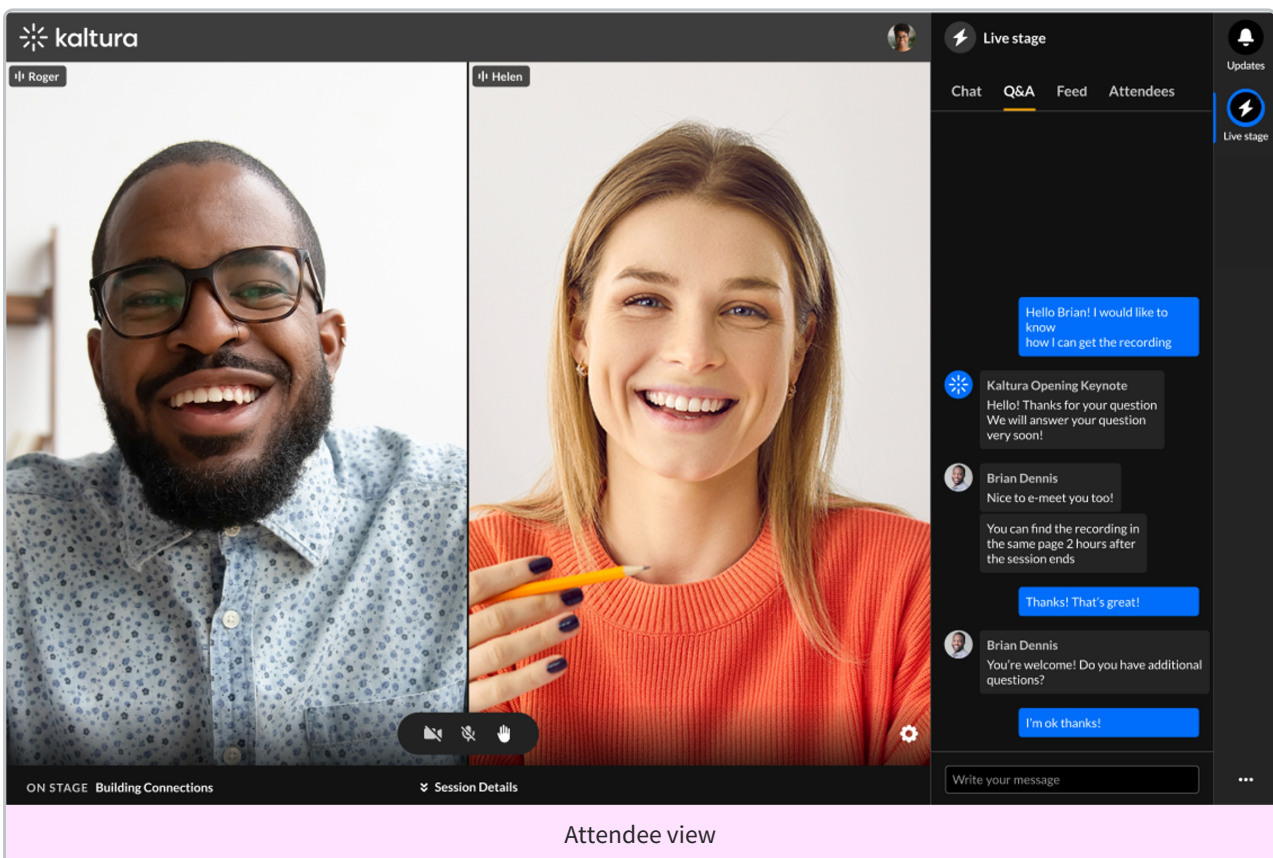 kaltura
Roger
Helen
Live stage
Chat Q&A Feed Attendees
Hello Brian! I would like to
know
how I can get the recording
Kaltura Opening Keynote
Hello! Thanks for your question
We will answer your question
very soon!
Brian Dennis
Nice to e-meet you too!
You can find the recording in
the same page 2 hours after
the session ends
Thanks! That's great!
Brian Dennis
You're welcome! Do you have additional
questions?
I'm ok thanks!
Write your message
Updates
Live stage
ON STAGE Building Connections
Session Details
Attendee view